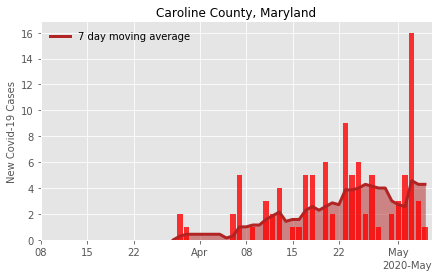 Caroline County, Maryland
7 day moving average
New Covid-19 Cases
16
14
12
10
8
6
4
2
0
08 15 22 Apr 08 15 22 May
2020-May